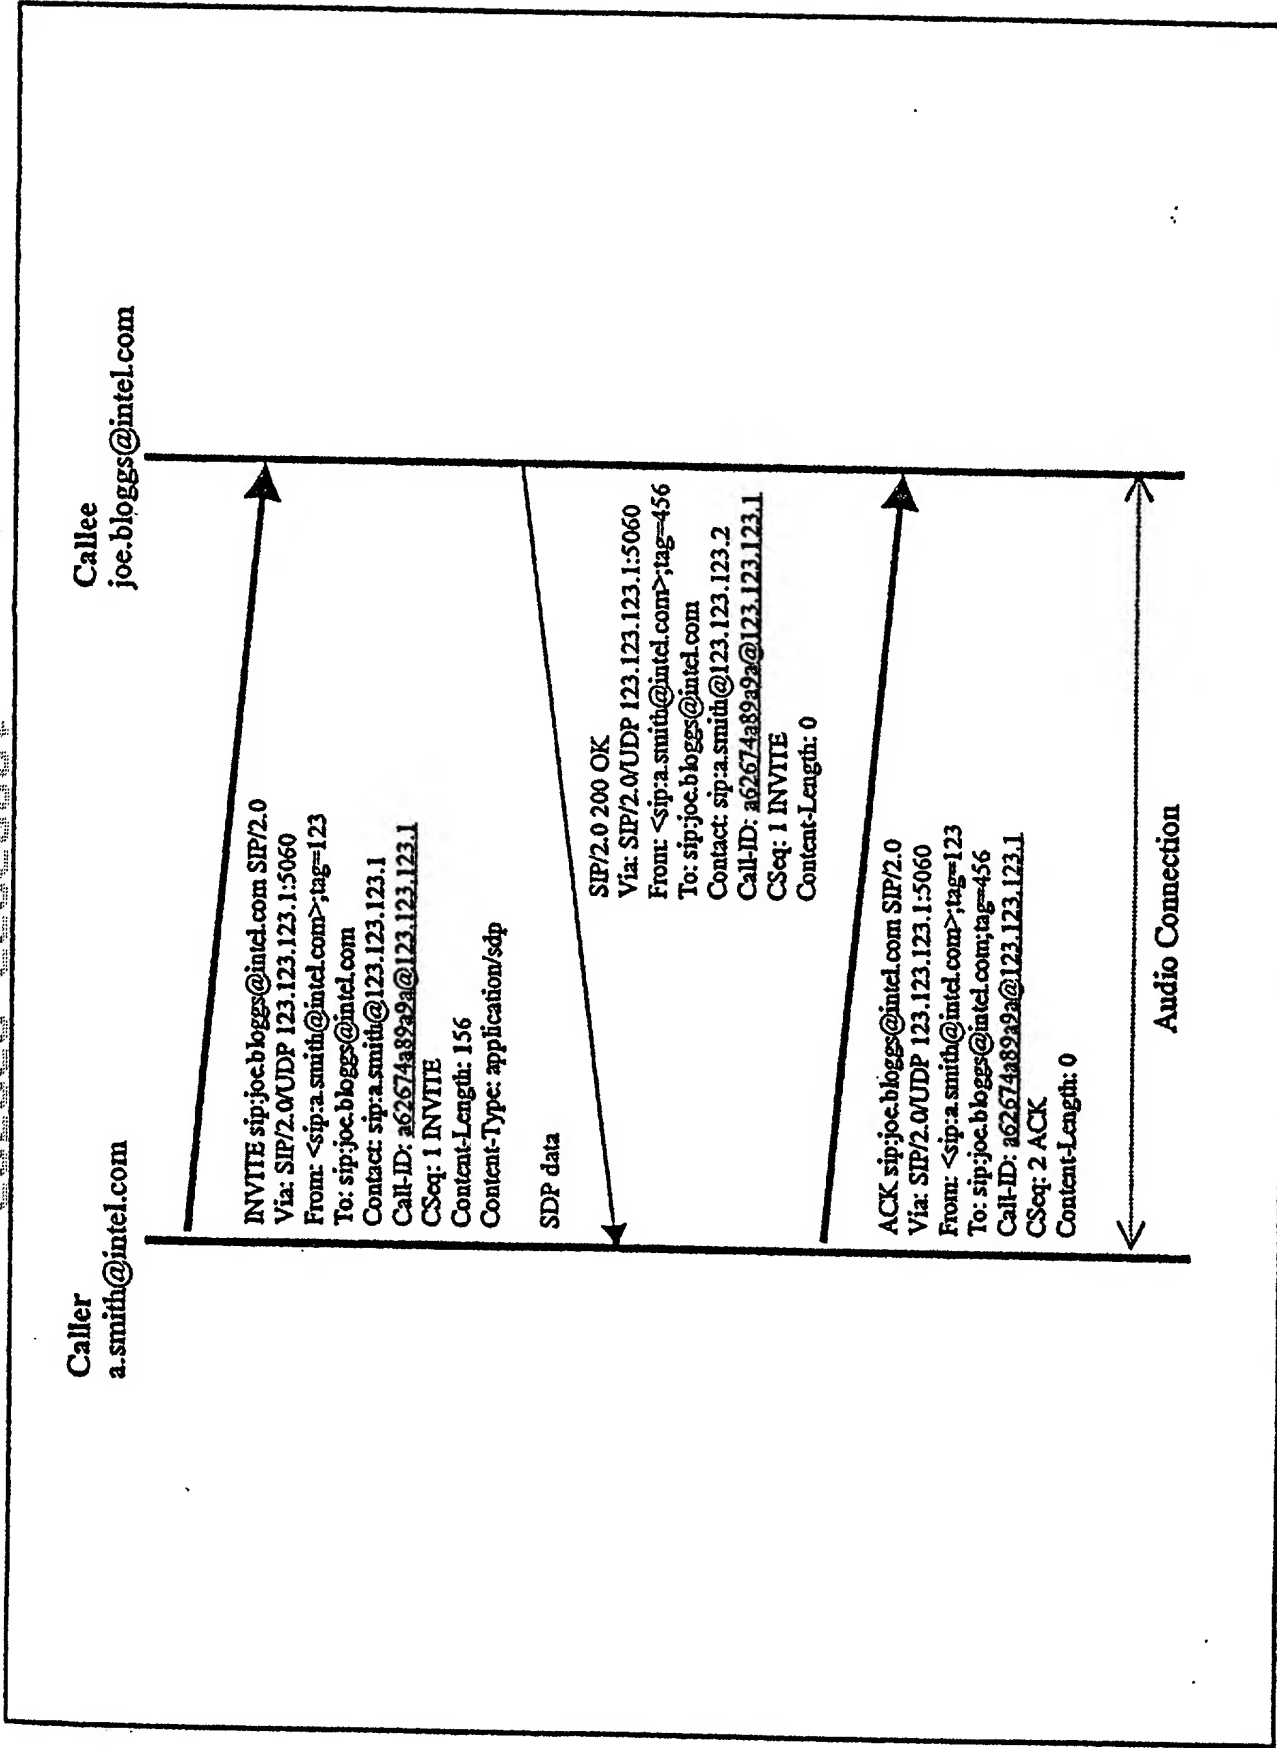 Caller
a.smith@intel.com
Callee
joe.bloggs@intel.com
INVITE sip:joe.bloggs@intel.com SIP/2.0
Via: SIP/2.0/UDP 123.123.123.1:5060
From: <sip:a.smith@intel.com>;tag=123
To: sip:joe.bloggs@intel.com
Contact: sip:a.smith@123.123.123.1
Call-ID: a62674a89a9a@123.123.123.1
CSeq: 1 INVITE
Content-Length: 156
Content-Type: application/sdp
SDP data
SIP/2.0 200 OK
Via: SIP/2.0/UDP 123.123.123.1:5060
From: <sip:a.smith@intel.com>;tag=456
To: sip:joe.bloggs@intel.com
Contact: sip:a.smith@123.123.123.2
Call-ID: a62674a89a9a@123.123.123.1
CSeq: 1 INVITE
Content-Length: 0
ACK sip:joe.bloggs@intel.com SIP/2.0
Via: SIP/2.0/UDP 123.123.123.1:5060
From: <sip:a.smith@intel.com>;tag=123
To: sip:joe.bloggs@intel.com;tag=456
Call-ID: a62674a89a9a@123.123.123.1
CSeq: 2 ACK
Content-Length: 0
Audio Connection